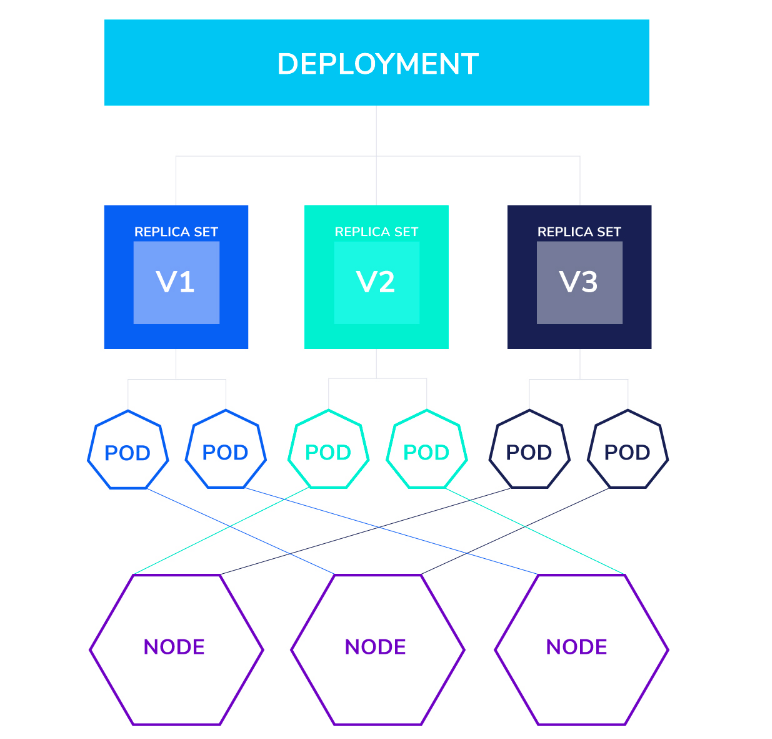 DEPLOYMENT
REPLICA SET
V1
REPLICA SET
V2
REPLICA SET
V3
POD
POD
POD
POD
POD
POD
NODE
NODE
NODE